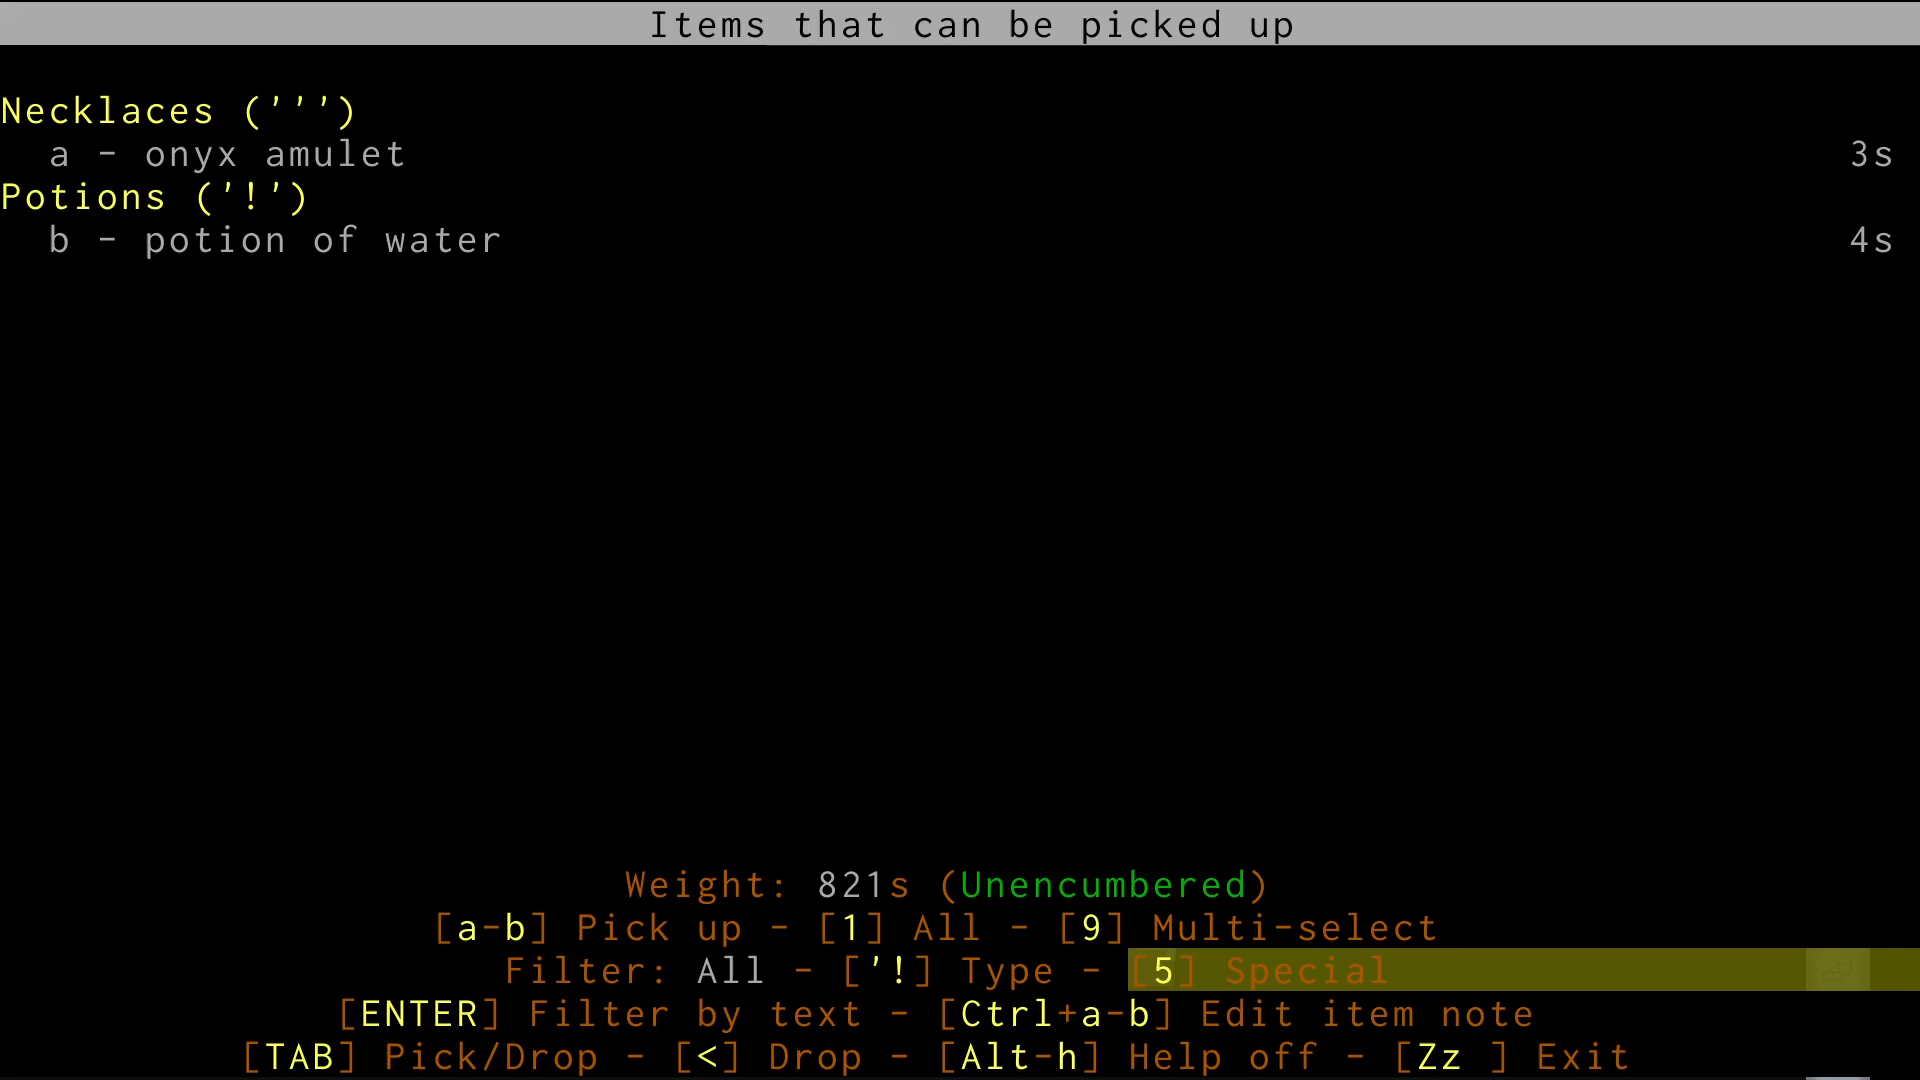 Items that can be picked up
Necklaces (''')
a - onyx amulet 3s
Potions ('!')
b - potion of water 4s
Weight: 821s (Unencumbered)
[a-b] Pick up - [1] All - [9] Multi-select
Filter: All - ['!] Type - [5] Special
[ENTER] Filter by text - [Ctrl+a-b] Edit item note
[TAB] Pick/Drop - [<] Drop - [Alt-h] Help off - [Zz ] Exit